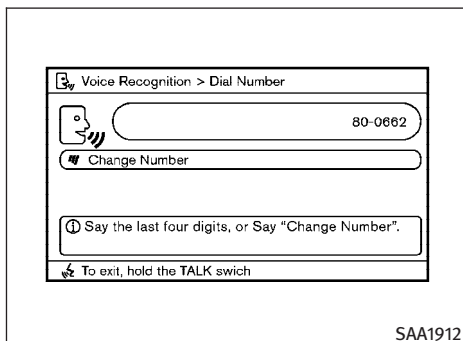 Voice Recognition > Dial Number
80-0662
Change Number
Say the last four digits, or Say “Change Number”.
To exit, hold the TALK swich
SAA1912